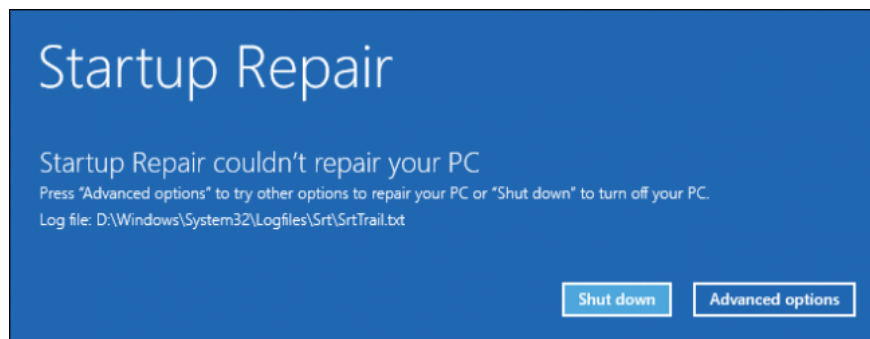 Startup Repair
Startup Repair couldn't repair your PC
Press "Advanced options" to try other options to repair your PC or "Shut down" to turn off your PC.
Log file: D:\Windows\System32\Logfiles\Srt\SrtTrail.txt
Shut down
Advanced options